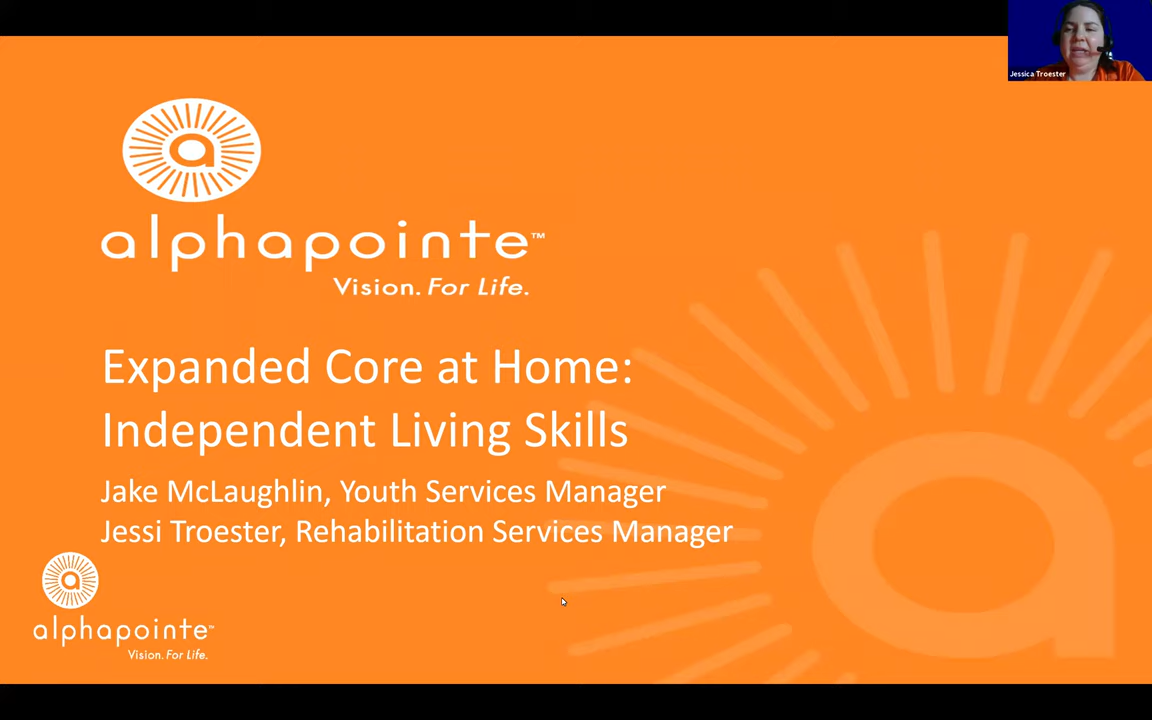 Jessica Troester
a
alphapointe™
Vision. For Life.
Expanded Core at Home:
Independent Living Skills
Jake McLaughlin, Youth Services Manager
Jessi Troester, Rehabilitation Services Manager
a
alphapointe™
Vision. For Life.
a